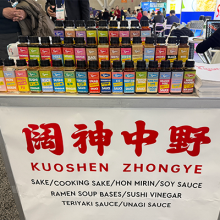 阔神中野
KUOSHEN ZHONGYE
SAKE/COOKING SAKE/HON MIRIN/SOY SAUCE
RAMEN SOUP BASES/SUSHI VINEGAR
TERIYAKI SAUCE/UNAGI SAUCE